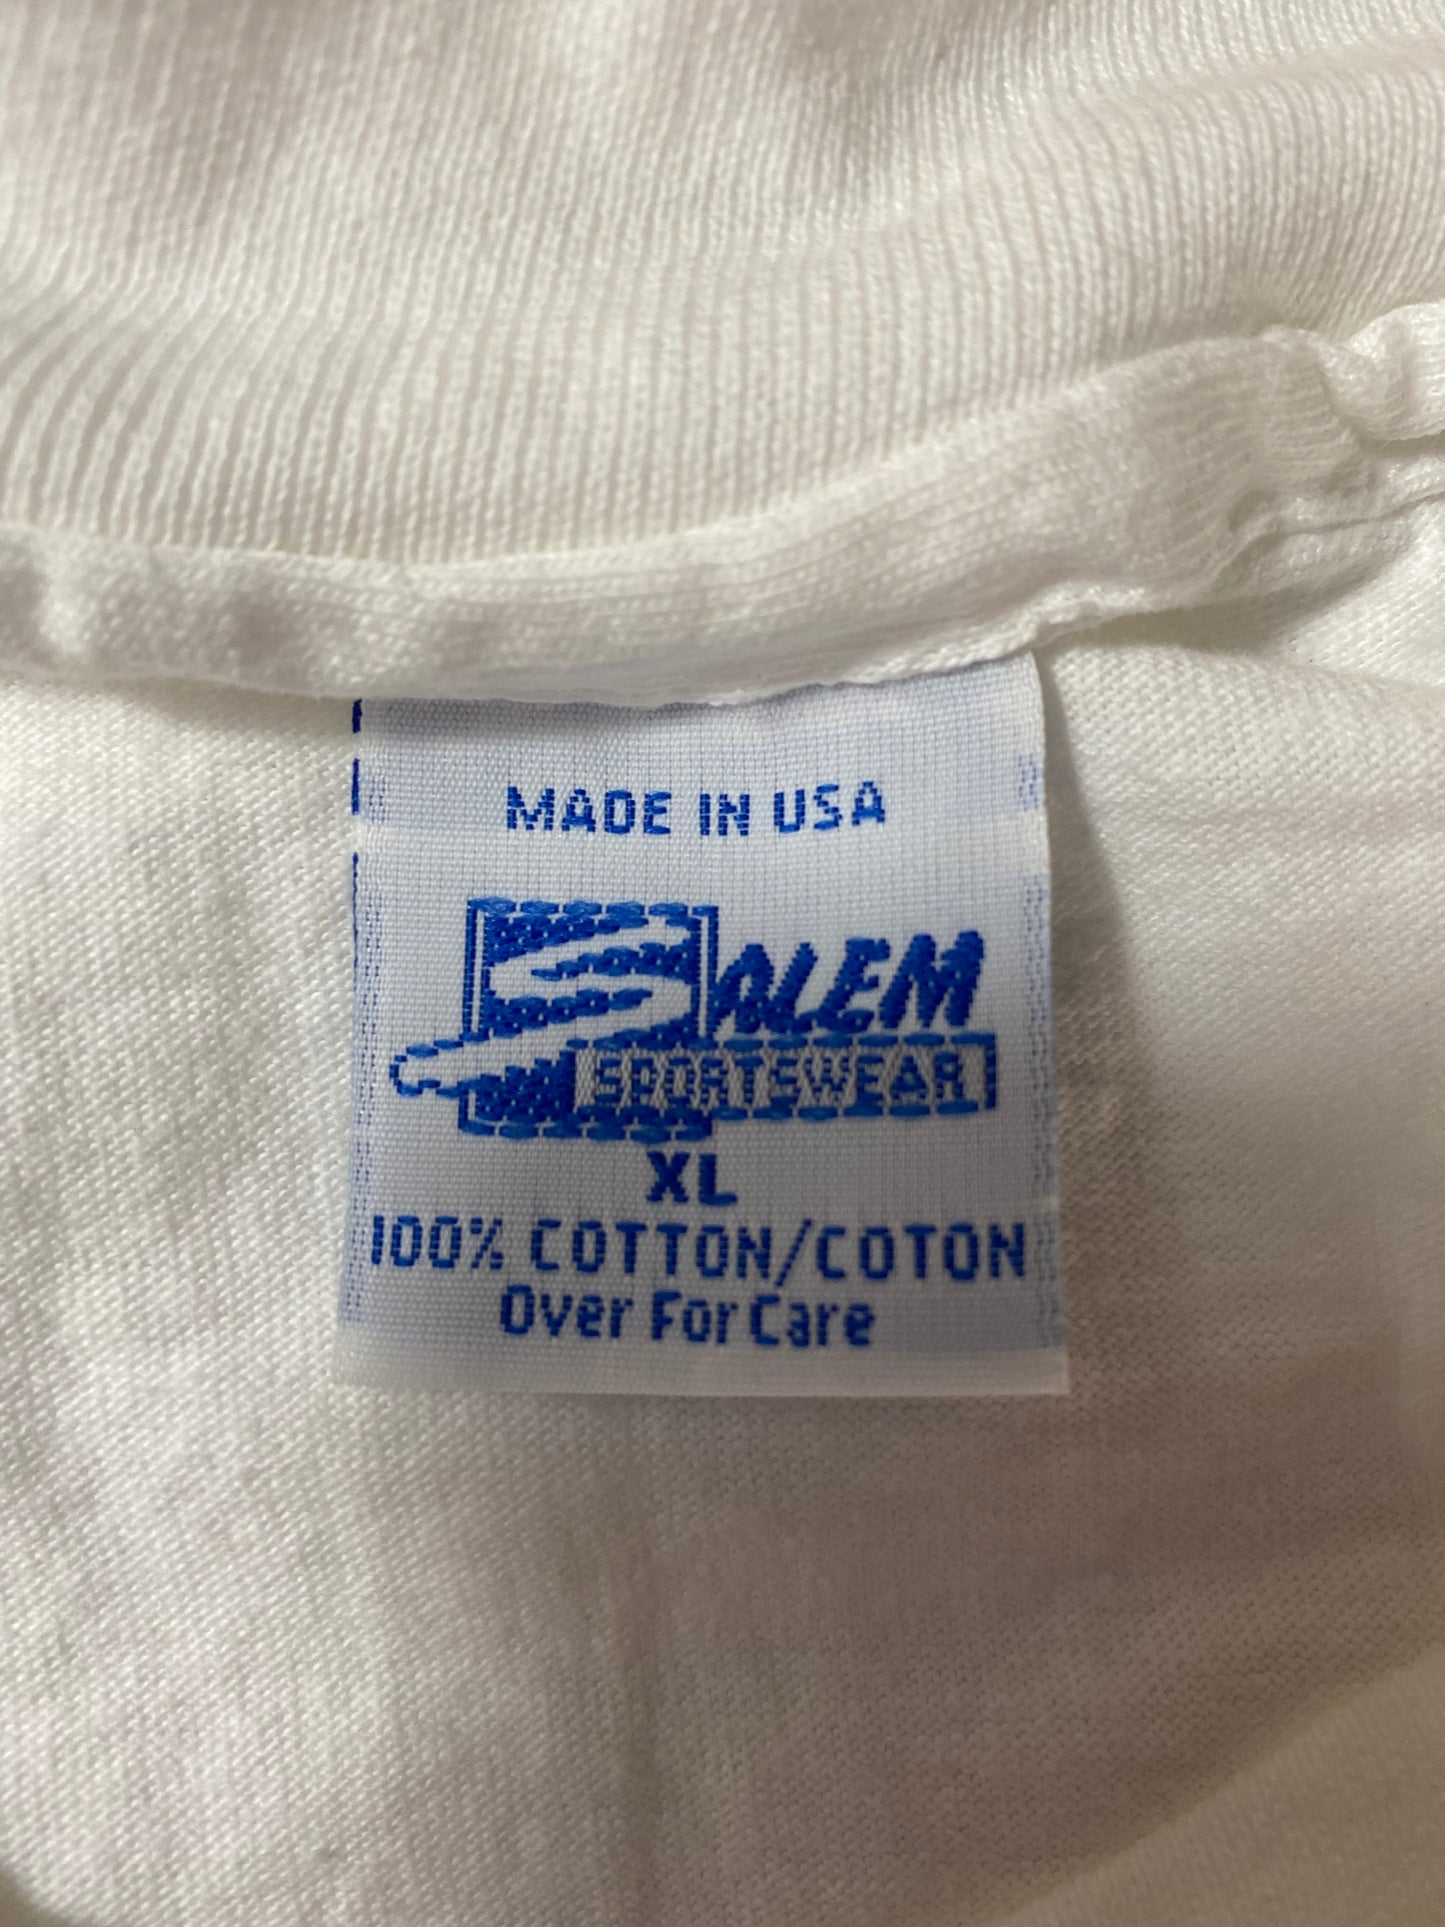 MADE IN USA
SALEM
SPORTSWEAR
XL
100% COTTON/COTON
Over For Care